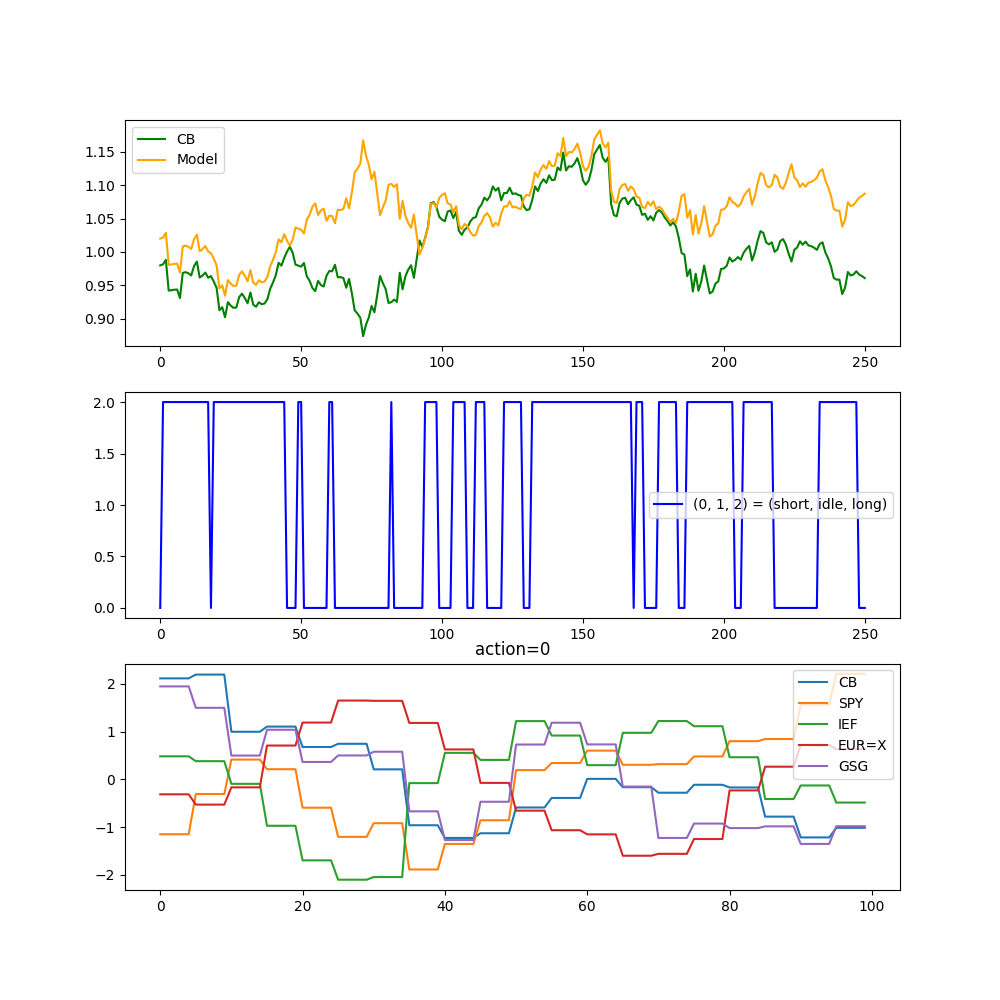 CB
Model
1.15
1.10
1.05
1.00
0.95
0.90
0 50 100 150 200 250
2.0
1.5
1.0
0.5
0.0
(0, 1, 2) = (short, idle, long)
0 50 100 150 200 250
action=0
2
1
0
−1
−2
CB
SPY
IEF
EUR=X
GSG
0 20 40 60 80 100